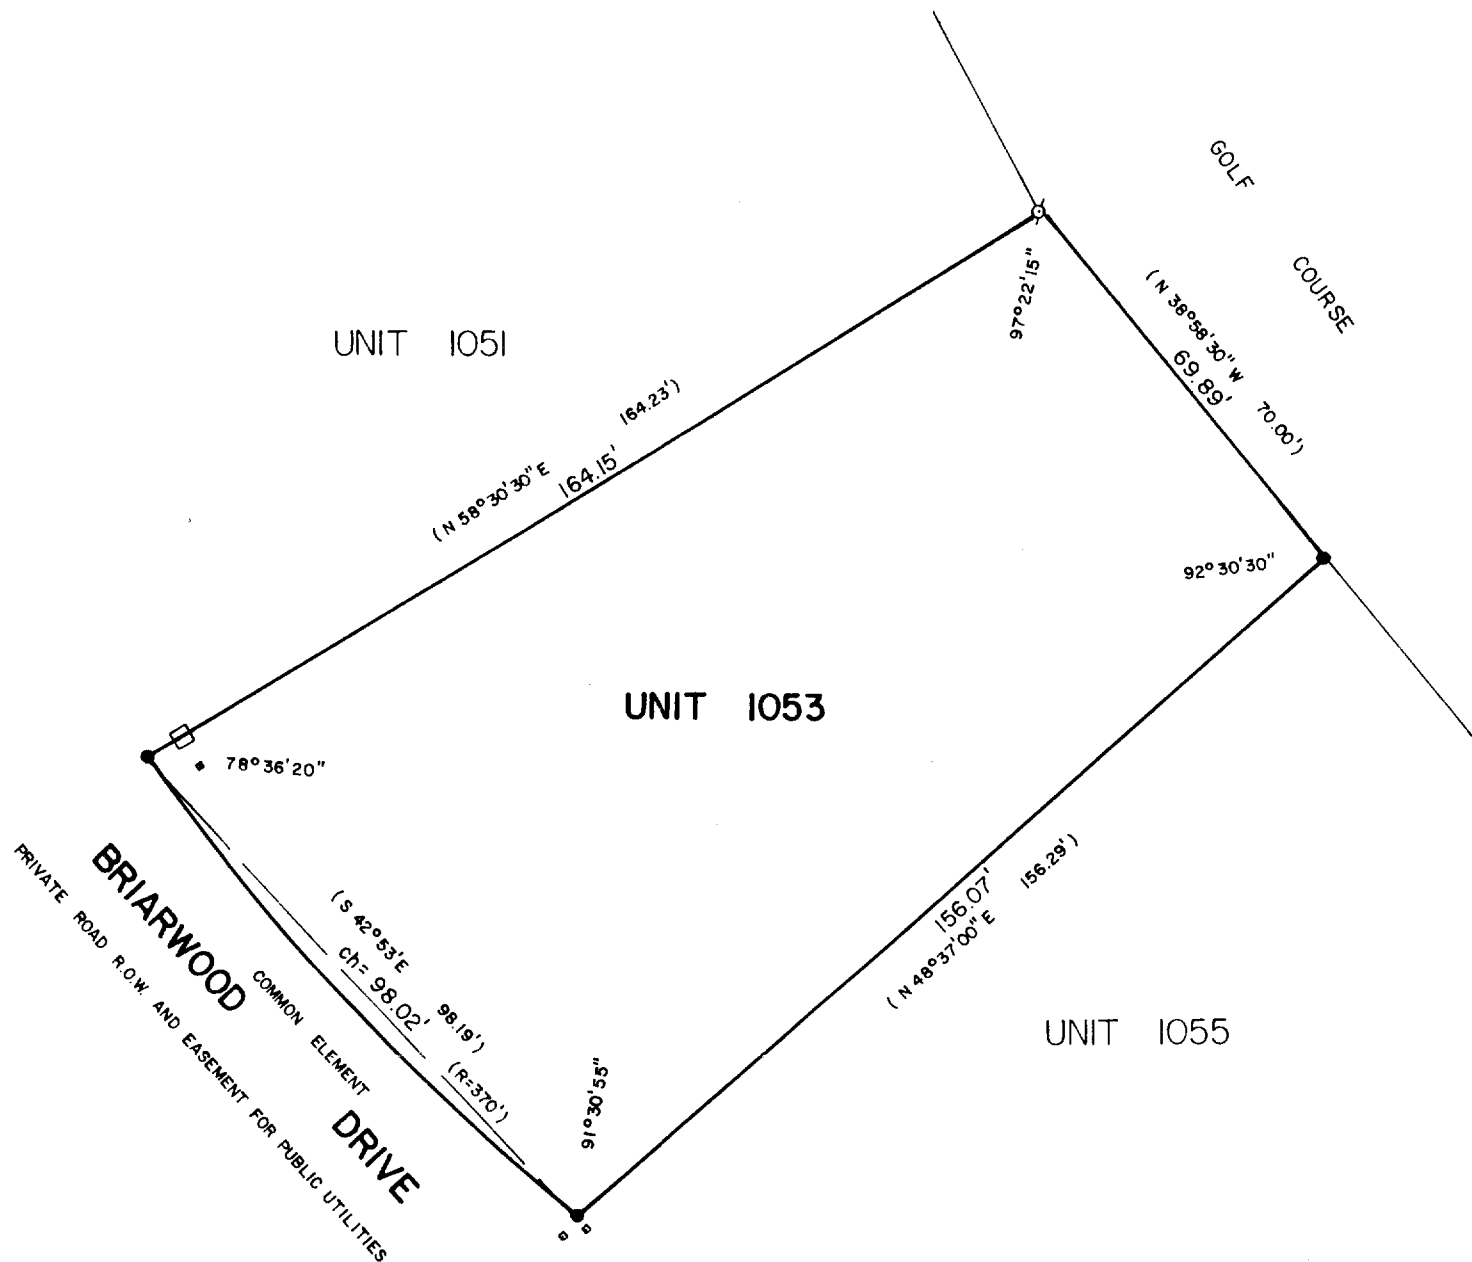 GOLF
COURSE
97°22'15"
(N 38°58'30" W 70.00')
69.89'
UNIT 1051
(N 58°30'30" E 164.23')
164.15'
92°30'30"
UNIT 1053
78°36'20"
156.07'
(N 48°37'00" E 156.29')
BRIARWOOD DRIVE
COMMON ELEMENT
PRIVATE ROAD R.O.W. AND EASEMENT FOR PUBLIC UTILITIES
(S 42°53'E 98.19')
ch= 98.02'
(R=370')
91°30'55"
UNIT 1055